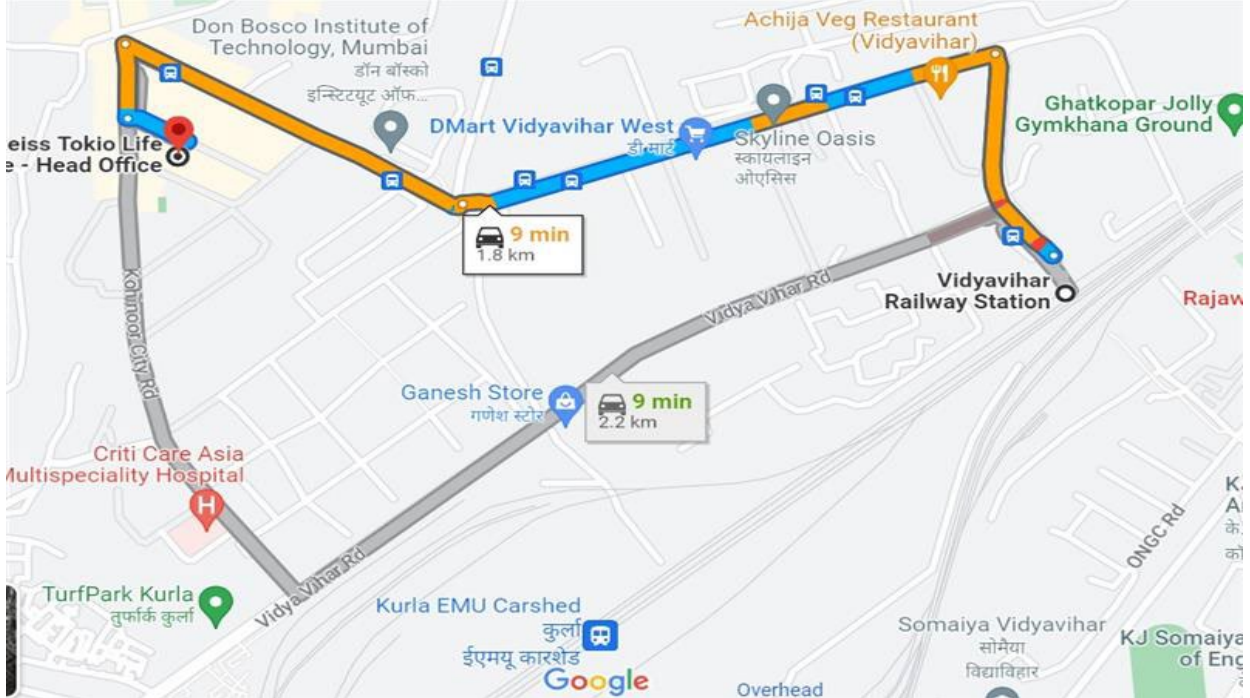 Don Bosco Institute of
Technology, Mumbai
डॉन बॉस्को
इन्स्टिटयूट ऑफ...
Achija Veg Restaurant
(Vidyavihar)
Ghatkopar Jolly
Gymkhana Ground
DMart Vidyavihar West
डी मार्ट
Skyline Oasis
स्कायलाइन
ओएसिस
eiss Tokio Life
e - Head Office
9 min
1.8 km
Vidyavihar
Railway Station
Rajaw
Vidya Vihar Rd
Kohinoor City Rd
Ganesh Store
गणेश स्टोर
9 min
2.2 km
Criti Care Asia
Multispeciality Hospital
H
ONGC Rd
TurfPark Kurla
तुर्फार्क कुर्ला
Vidya Vihar Rd
Kurla EMU Carshed
कुर्ला
ईएमयू कारशेड
Somaiya Vidyavihar
सोमैया
विद्याविहार
KJ Somaiya
of Eng
Google
Overhead